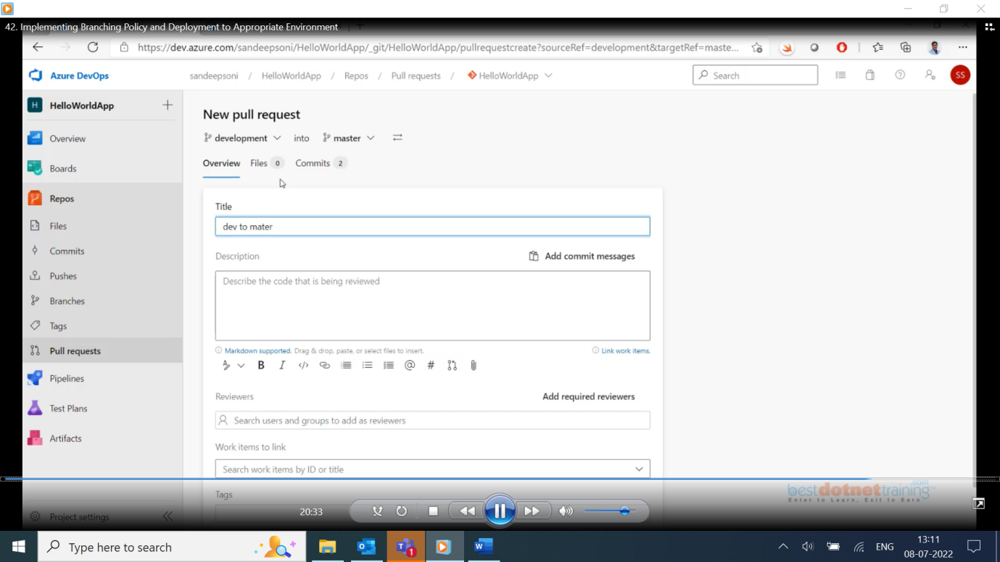 42. Implementing Branching Policy and Deployment to Appropriate Environment
https://dev.azure.com/sandeepsoni/HelloWorldApp/_git/HelloWorldApp/pullrequestcreate?sourceRef=development&targetRef=maste...
Azure DevOps
sandeepsoni / HelloWorldApp / Repos / Pull requests / HelloWorldApp
Search
SS
H HelloWorldApp
Overview
Boards
Repos
Files
Commits
Pushes
Branches
Tags
Pull requests
Pipelines
Test Plans
Artifacts
Project settings
New pull request
development into master
Overview Files 0 Commits 2
Title
dev to mater
Description Add commit messages
Describe the code that is being reviewed
Markdown supported. Drag & drop, paste, or select files to insert. Link work items.
B I </> @ #
Reviewers Add required reviewers
Search users and groups to add as reviewers
Work items to link
Search work items by ID or title
Tags
bestdotnettraining.com
Enter to Learn, Exit to Earn
20:33
Type here to search
1
W
ENG
13:11
08-07-2022